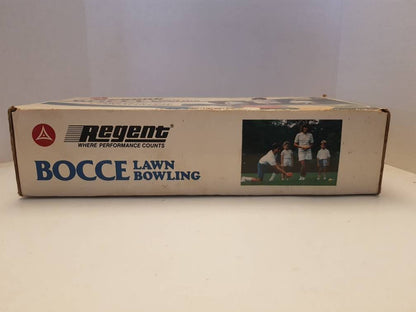 Regent®
WHERE PERFORMANCE COUNTS
BOCCE LAWN
BOWLING